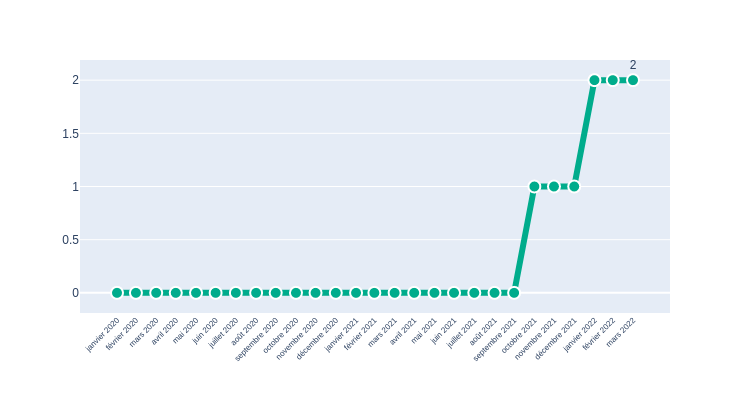 2
2
1.5
1
0.5
0
janvier 2020
février 2020
mars 2020
avril 2020
mai 2020
juin 2020
juillet 2020
août 2020
septembre 2020
octobre 2020
novembre 2020
décembre 2020
janvier 2021
février 2021
mars 2021
avril 2021
mai 2021
juin 2021
juillet 2021
août 2021
septembre 2021
octobre 2021
novembre 2021
décembre 2021
janvier 2022
février 2022
mars 2022